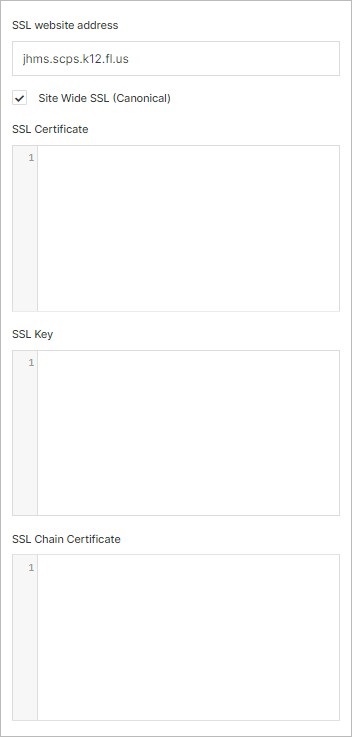 SSL website address
jhms.scps.k12.fl.us
Site Wide SSL (Canonical)
SSL Certificate
1
SSL Key
1
SSL Chain Certificate
1